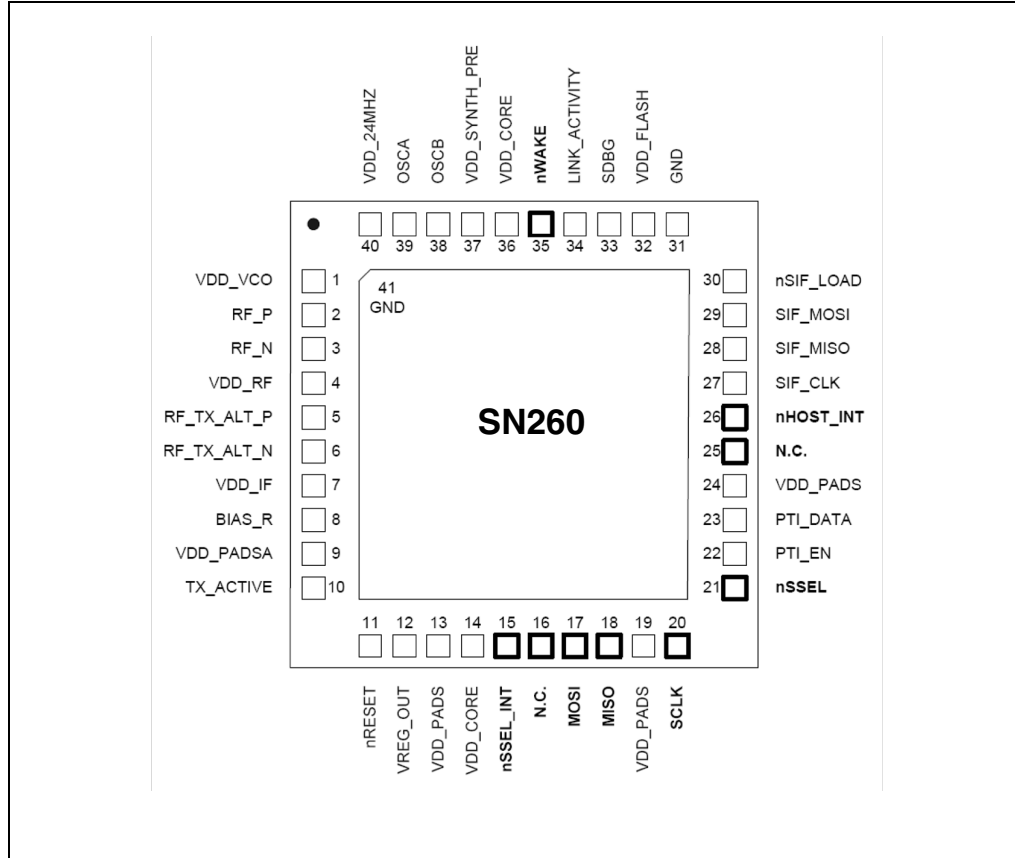 VDD_24MHZ
OSCA
OSCB
VDD_SYNTH_PRE
VDD_CORE
nWAKE
LINK_ACTIVITY
SDBG
VDD_FLASH
GND
40 39 38 37 36 35 34 33 32 31
VDD_VCO 1
RF_P 2
RF_N 3
VDD_RF 4
RF_TX_ALT_P 5
RF_TX_ALT_N 6
VDD_IF 7
BIAS_R 8
VDD_PADSA 9
TX_ACTIVE 10
41
GND
SN260
30 nSIF_LOAD
29 SIF_MOSI
28 SIF_MISO
27 SIF_CLK
26 nHOST_INT
25 N.C.
24 VDD_PADS
23 PTI_DATA
22 PTI_EN
21 nSSEL
11 12 13 14 15 16 17 18 19 20
nRESET
VREG_OUT
VDD_PADS
VDD_CORE
nSSEL_INT
N.C.
MOSI
MISO
VDD_PADS
SCLK